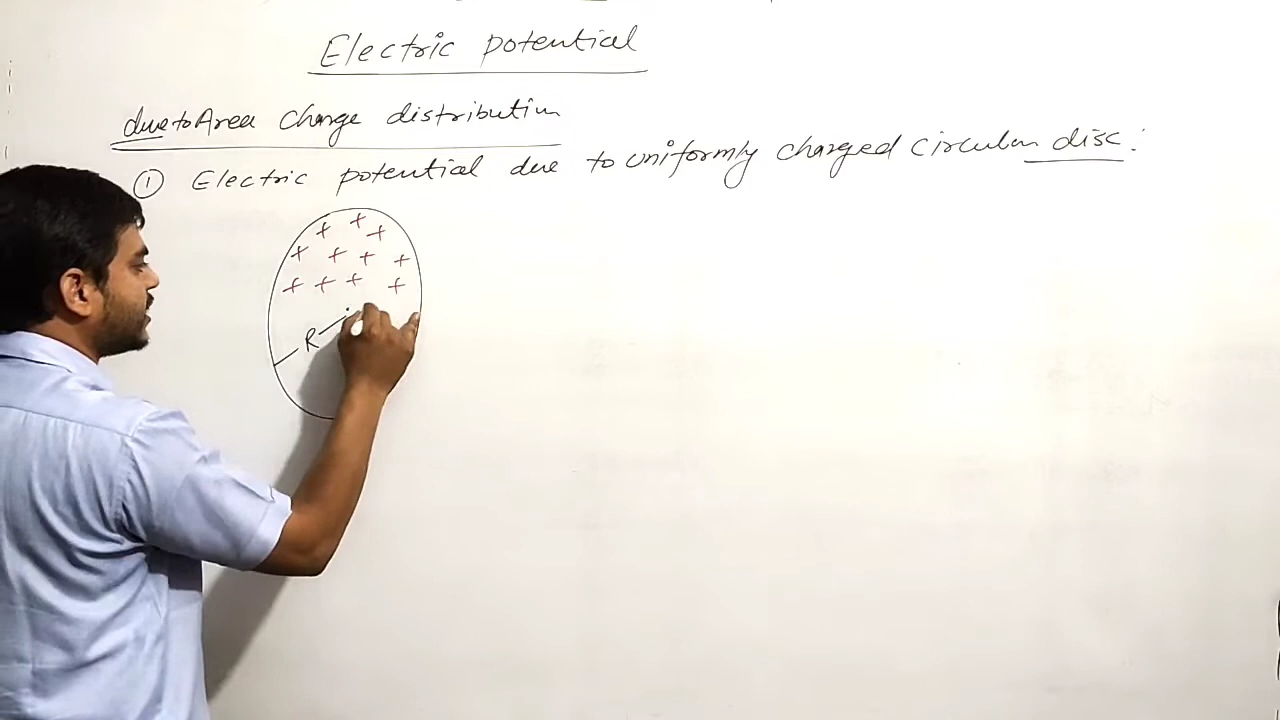 Electric potential
due to Area charge distribution
① Electric potential due to uniformly charged circular disc :
+ + +
+ + + +
+ + + +
R